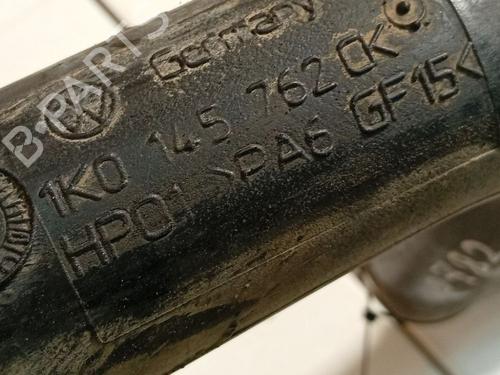 B-PARTS
Germany
1K0 145 762 CK
HP01 >PA6 GF15<